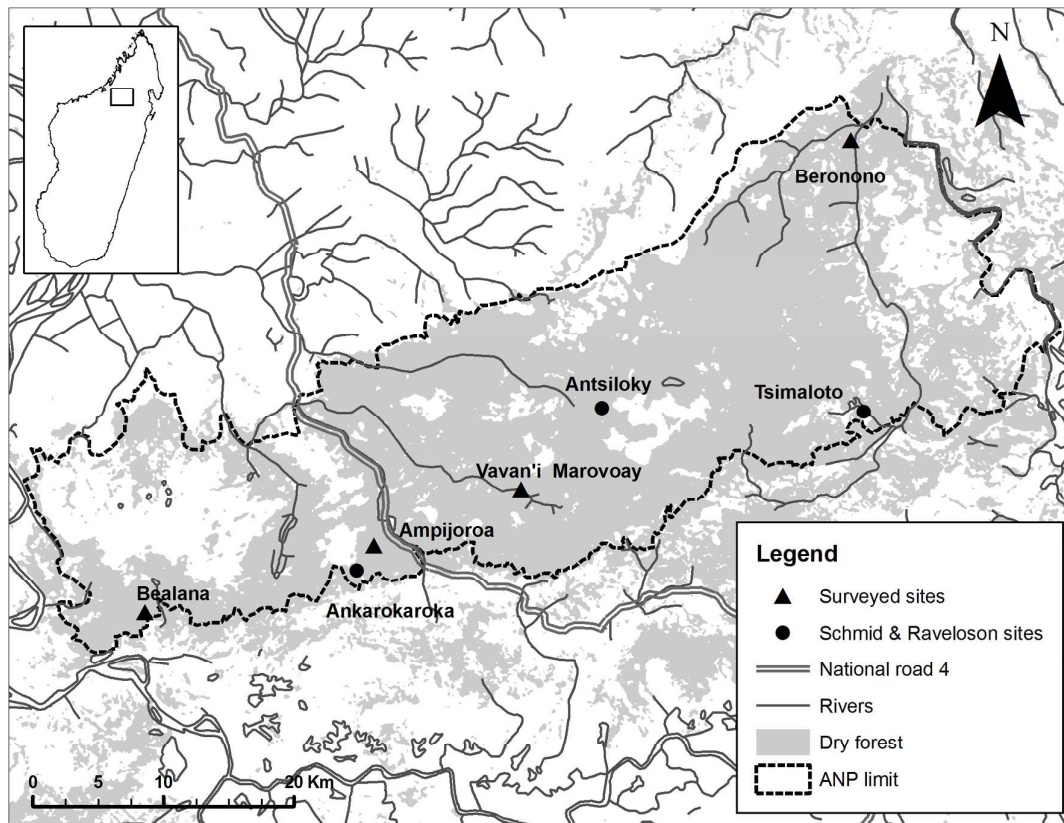 N
Beronono
Antsiloky
Tsimaloto
Vavan'i Marovoay
Ampijoroa
Bealana
Ankarokaroka
Legend
Surveyed sites
Schmid & Raveloson sites
National road 4
Rivers
Dry forest
ANP limit
0 5 10 20 Km